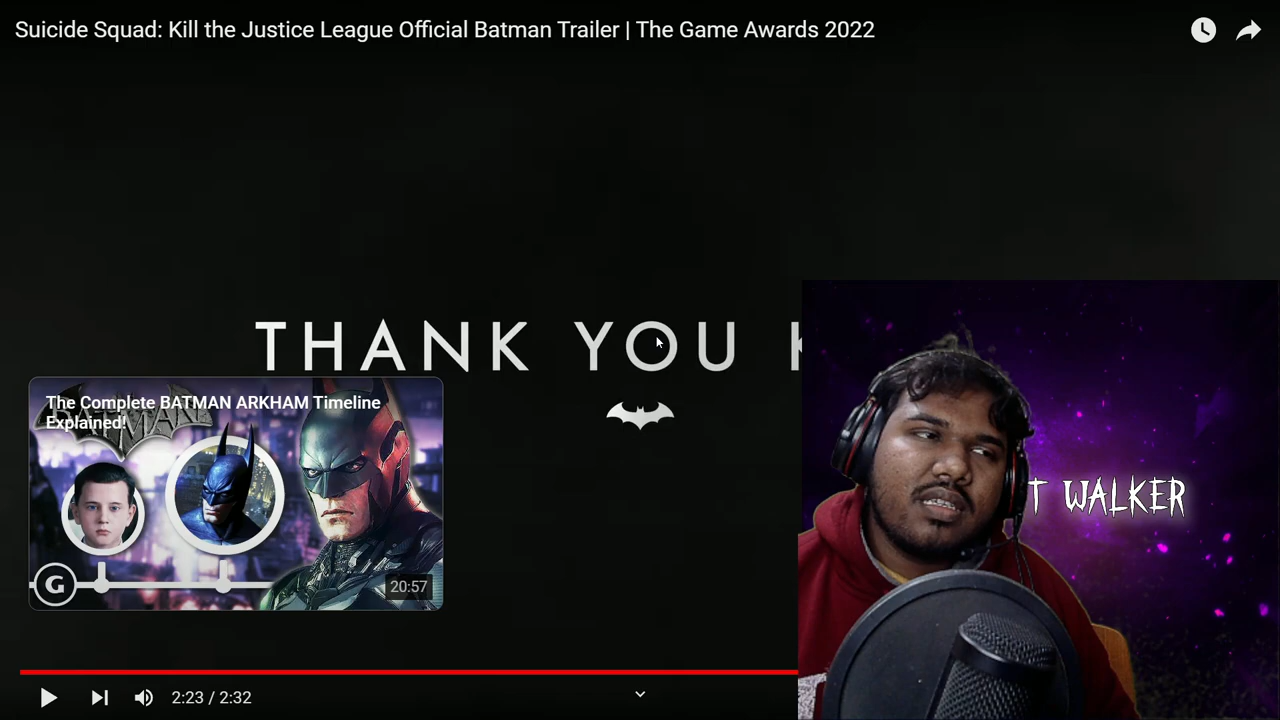 Suicide Squad: Kill the Justice League Official Batman Trailer | The Game Awards 2022
THANK YOU K
The Complete BATMAN ARKHAM Timeline
Explained!
BATMAN
G
20:57
T WALKER
2:23 / 2:32